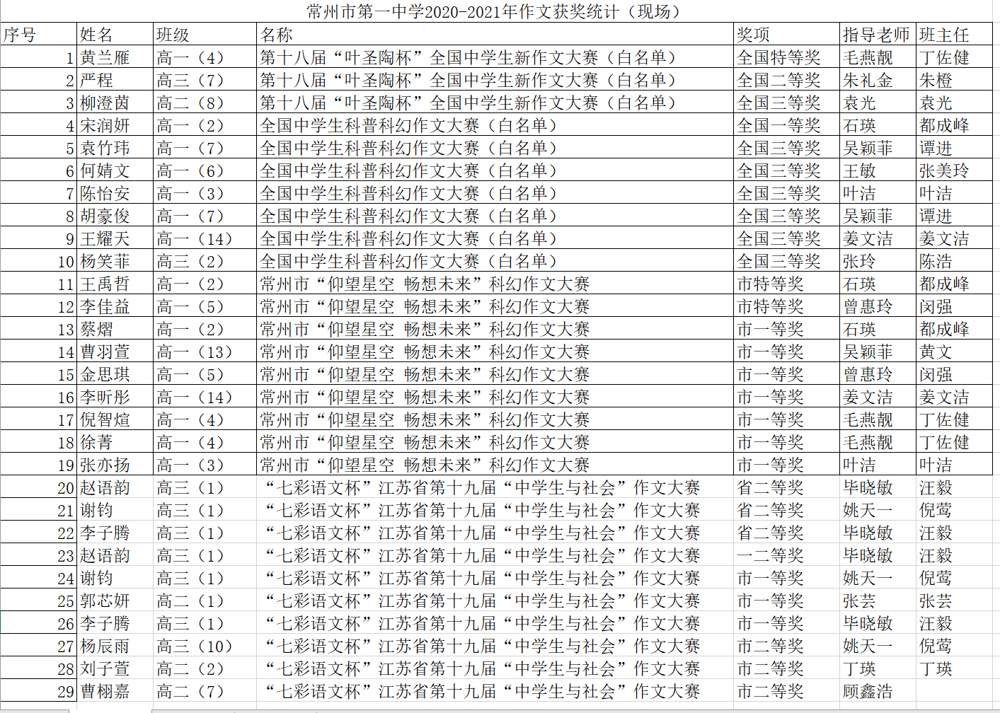 常州市第一中学2020-2021年作文获奖统计（现场）
序号 姓名 班级 名称 奖项 指导老师 班主任
1 黄兰雁 高一（4） 第十八届“叶圣陶杯”全国中学生新作文大赛（白名单） 全国特等奖 毛燕靓 丁佐健
2 严程 高三（7） 第十八届“叶圣陶杯”全国中学生新作文大赛（白名单） 全国二等奖 朱礼金 朱橙
3 柳澄茵 高二（8） 第十八届“叶圣陶杯”全国中学生新作文大赛（白名单） 全国三等奖 袁光 袁光
4 宋润妍 高一（2） 全国中学生科普科幻作文大赛（白名单） 全国一等奖 石瑛 都成峰
5 袁竹玮 高一（7） 全国中学生科普科幻作文大赛（白名单） 全国三等奖 吴颖菲 谭进
6 何婧文 高一（6） 全国中学生科普科幻作文大赛（白名单） 全国三等奖 王敏 张美玲
7 陈怡安 高一（3） 全国中学生科普科幻作文大赛（白名单） 全国三等奖 叶洁 叶洁
8 胡豪俊 高一（7） 全国中学生科普科幻作文大赛（白名单） 全国三等奖 吴颖菲 谭进
9 王耀天 高一（14） 全国中学生科普科幻作文大赛（白名单） 全国三等奖 姜文洁 姜文洁
10 杨笑菲 高三（2） 全国中学生科普科幻作文大赛（白名单） 全国三等奖 张玲 陈浩
11 王禹哲 高一（2） 常州市“仰望星空 畅想未来”科幻作文大赛 市特等奖 石瑛 都成峰
12 李佳益 高一（5） 常州市“仰望星空 畅想未来”科幻作文大赛 市特等奖 曾惠玲 闵强
13 蔡熠 高一（2） 常州市“仰望星空 畅想未来”科幻作文大赛 市一等奖 石瑛 都成峰
14 曹羽萱 高一（13） 常州市“仰望星空 畅想未来”科幻作文大赛 市一等奖 吴颖菲 黄文
15 金思琪 高一（5） 常州市“仰望星空 畅想未来”科幻作文大赛 市一等奖 曾惠玲 闵强
16 李昕彤 高一（14） 常州市“仰望星空 畅想未来”科幻作文大赛 市一等奖 姜文洁 姜文洁
17 倪智煊 高一（4） 常州市“仰望星空 畅想未来”科幻作文大赛 市一等奖 毛燕靓 丁佐健
18 徐菁 高一（4） 常州市“仰望星空 畅想未来”科幻作文大赛 市一等奖 毛燕靓 丁佐健
19 张亦扬 高一（3） 常州市“仰望星空 畅想未来”科幻作文大赛 市一等奖 叶洁 叶洁
20 赵语韵 高三（1） “七彩语文杯”江苏省第十九届“中学生与社会”作文大赛 省二等奖 毕晓敏 汪毅
21 谢钧 高三（1） “七彩语文杯”江苏省第十九届“中学生与社会”作文大赛 省二等奖 姚天一 倪莺
22 李子腾 高三（1） “七彩语文杯”江苏省第十九届“中学生与社会”作文大赛 省二等奖 毕晓敏 汪毅
23 赵语韵 高三（1） “七彩语文杯”江苏省第十九届“中学生与社会”作文大赛 一二等奖 毕晓敏 汪毅
24 谢钧 高三（1） “七彩语文杯”江苏省第十九届“中学生与社会”作文大赛 市一等奖 姚天一 倪莺
25 郭芯妍 高二（1） “七彩语文杯”江苏省第十九届“中学生与社会”作文大赛 市一等奖 张芸 张芸
26 李子腾 高三（1） “七彩语文杯”江苏省第十九届“中学生与社会”作文大赛 市一等奖 毕晓敏 汪毅
27 杨辰雨 高三（10） “七彩语文杯”江苏省第十九届“中学生与社会”作文大赛 市二等奖 姚天一 倪莺
28 刘子萱 高二（2） “七彩语文杯”江苏省第十九届“中学生与社会”作文大赛 市二等奖 丁瑛 丁瑛
29 曹栩嘉 高二（7） “七彩语文杯”江苏省第十九届“中学生与社会”作文大赛 市二等奖 顾鑫浩